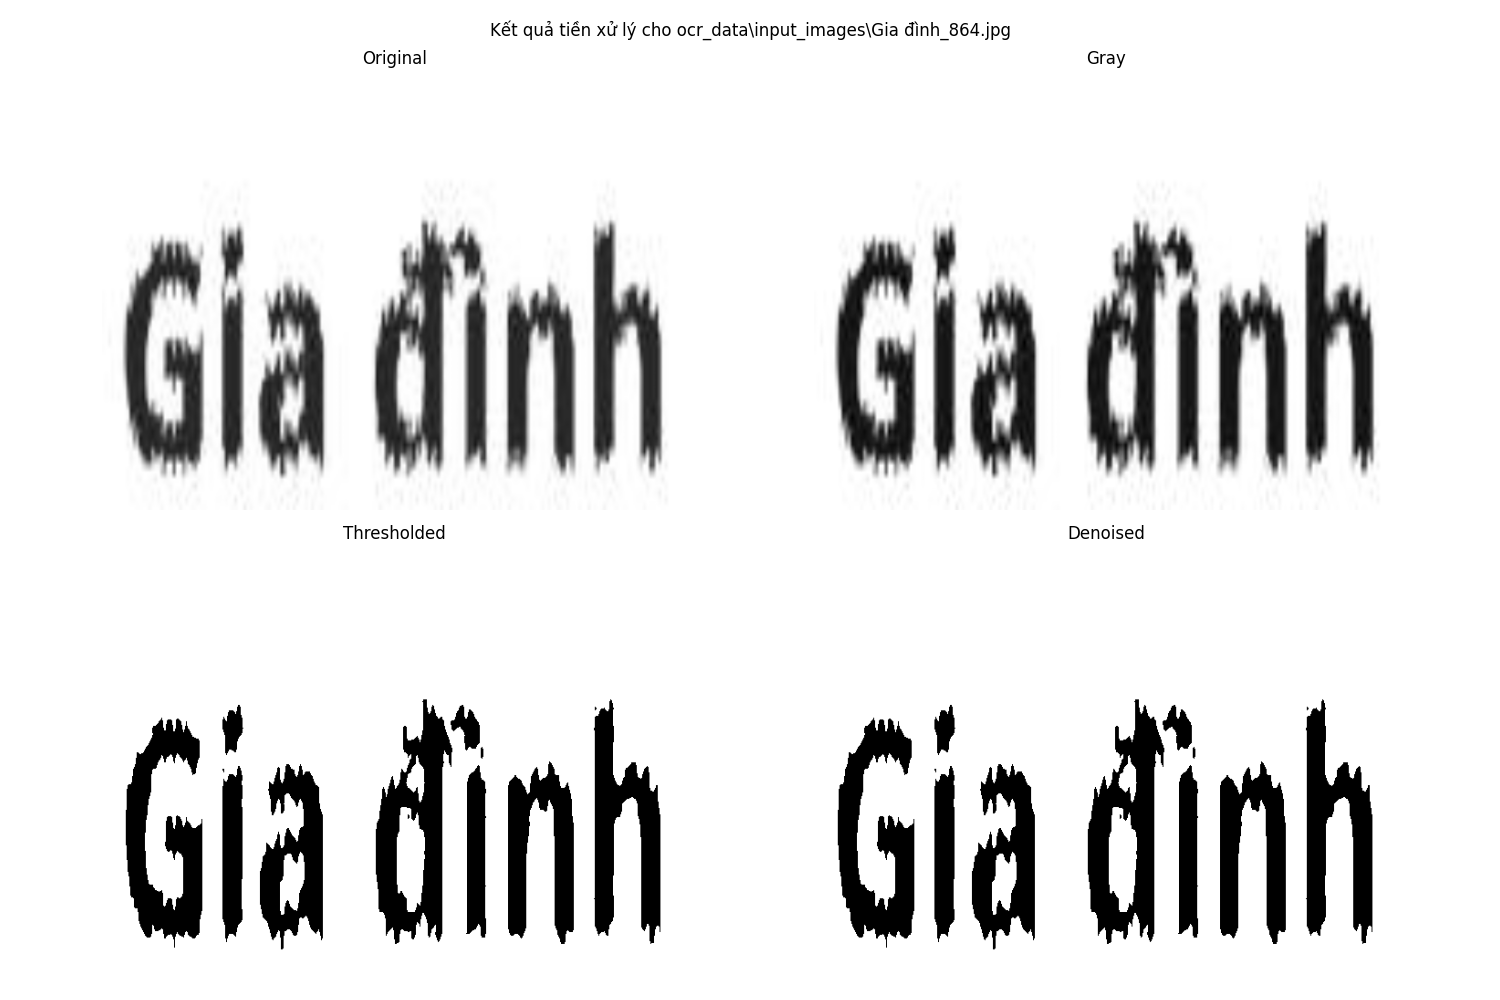 Kết quả tiền xử lý cho ocr_data\input_images\Gia đình_864.jpg
Original
Gray
Gia đình
Gia đình
Thresholded
Denoised
Gia đình
Gia đình